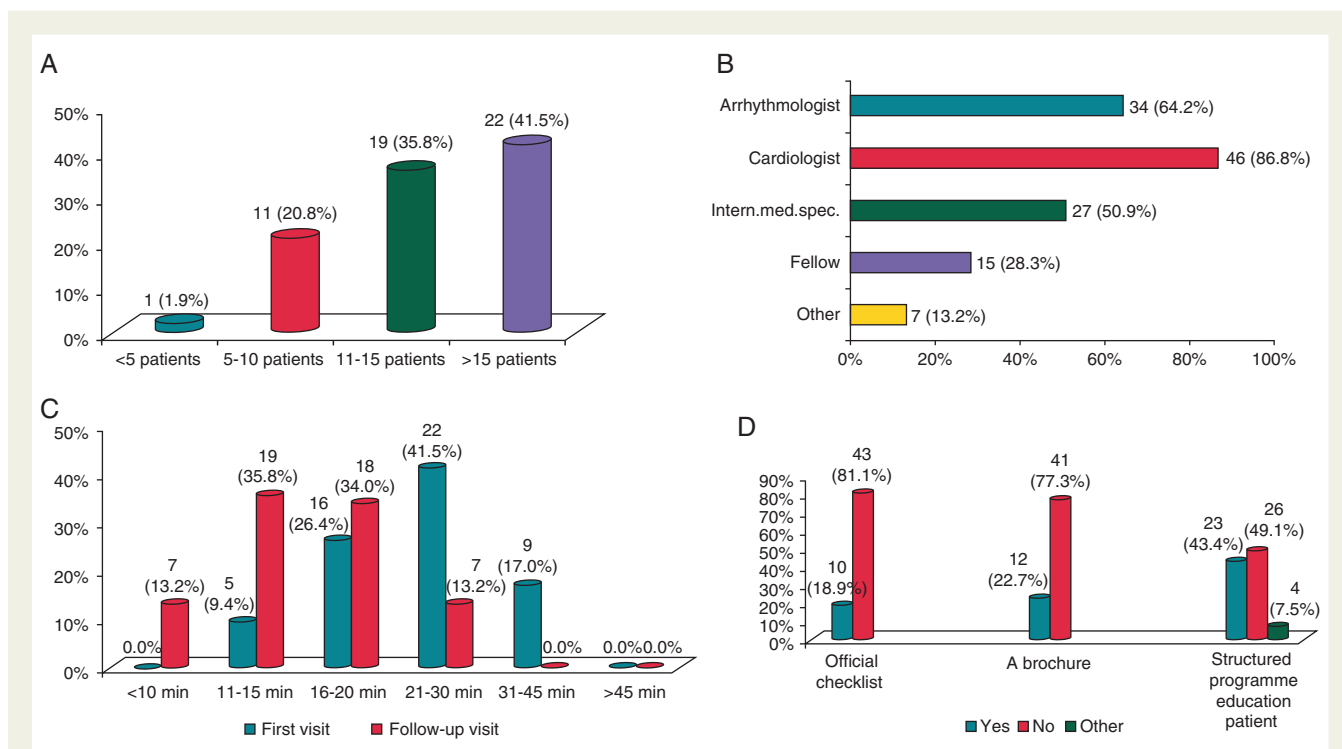 A
50%
40%
30%
20%
10%
0%
1 (1.9%)
11 (20.8%)
19 (35.8%)
22 (41.5%)
<5 patients
5-10 patients
11-15 patients
>15 patients
B
Arrhythmologist
34 (64.2%)
Cardiologist
46 (86.8%)
Intern.med.spec.
27 (50.9%)
Fellow
15 (28.3%)
Other
7 (13.2%)
0%
20%
40%
60%
80%
100%
C
50%
40%
30%
20%
10%
0%
0.0%
7
(13.2%)
5
(9.4%)
19
(35.8%)
16
(26.4%)
18
(34.0%)
22
(41.5%)
7
(13.2%)
9
(17.0%)
0.0%
0.0%
0.0%
<10 min
11-15 min
16-20 min
21-30 min
31-45 min
>45 min
First visit
Follow-up visit
D
90%
80%
70%
60%
50%
40%
30%
20%
10%
0%
10
(18.9%)
43
(81.1%)
12
(22.7%)
41
(77.3%)
23
(43.4%)
26
(49.1%)
4
(7.5%)
Official
checklist
A brochure
Structured
programme
education
patient
Yes
No
Other